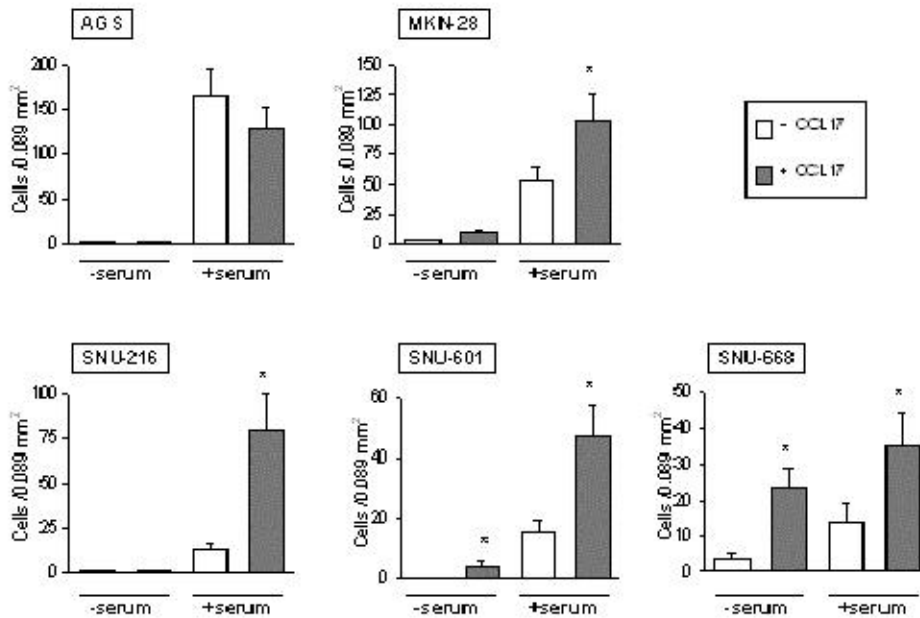 AGS
MKN-28
200
150
100
50
0
Cells /0.089 mm²
-serum
+serum
150
125
100
75
50
25
0
Cells /0.089 mm²
*
-serum
+serum
- CCL17
+ CCL17
SNU-216
SNU-601
SNU-668
100
75
50
25
0
Cells /0.089 mm²
*
-serum
+serum
60
40
20
0
Cells /0.089 mm²
*
*
-serum
+serum
50
40
30
20
10
0
Cells /0.089 mm²
*
*
-serum
+serum